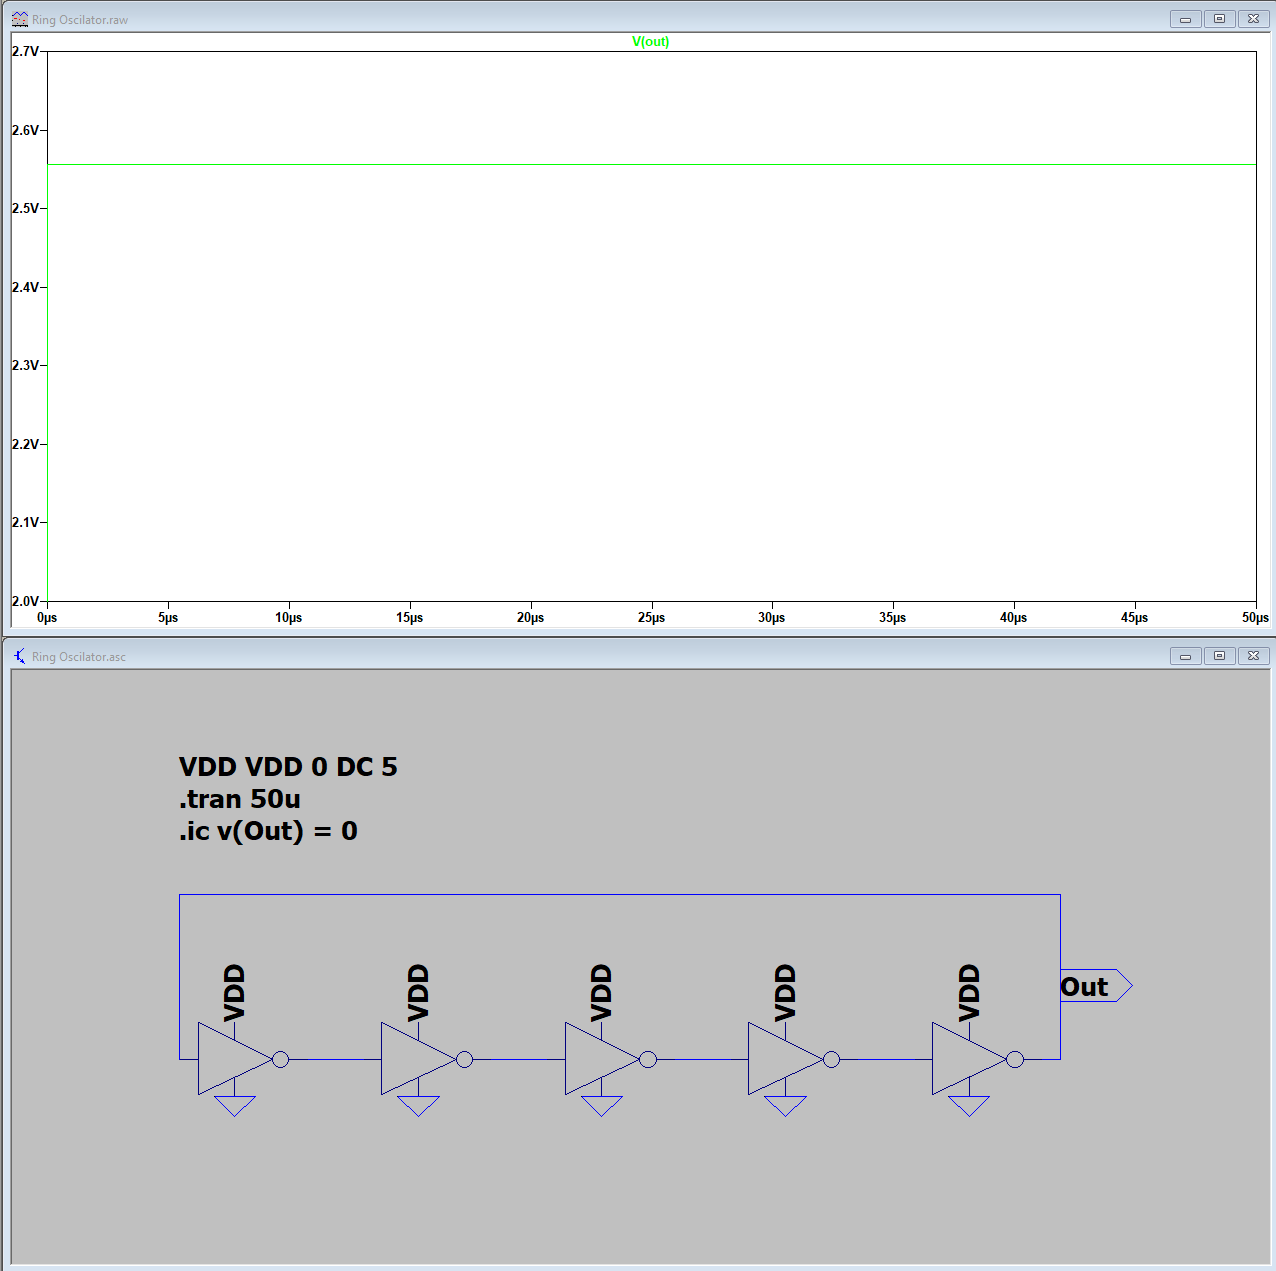 Ring Oscilator.raw
V(out)
2.7V
2.6V
2.5V
2.4V
2.3V
2.2V
2.1V
2.0V
0µs 5µs 10µs 15µs 20µs 25µs 30µs 35µs 40µs 45µs 50µs
Ring Oscilator.asc
VDD VDD 0 DC 5
.tran 50u
.ic v(Out) = 0
VDD VDD VDD VDD VDD
Out